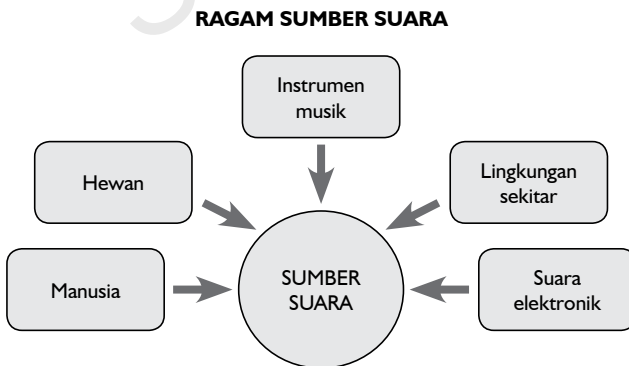 RAGAM SUMBER SUARA
Instrumen
musik
Hewan
Lingkungan
sekitar
Manusia
SUMBER
SUARA
Suara
elektronik